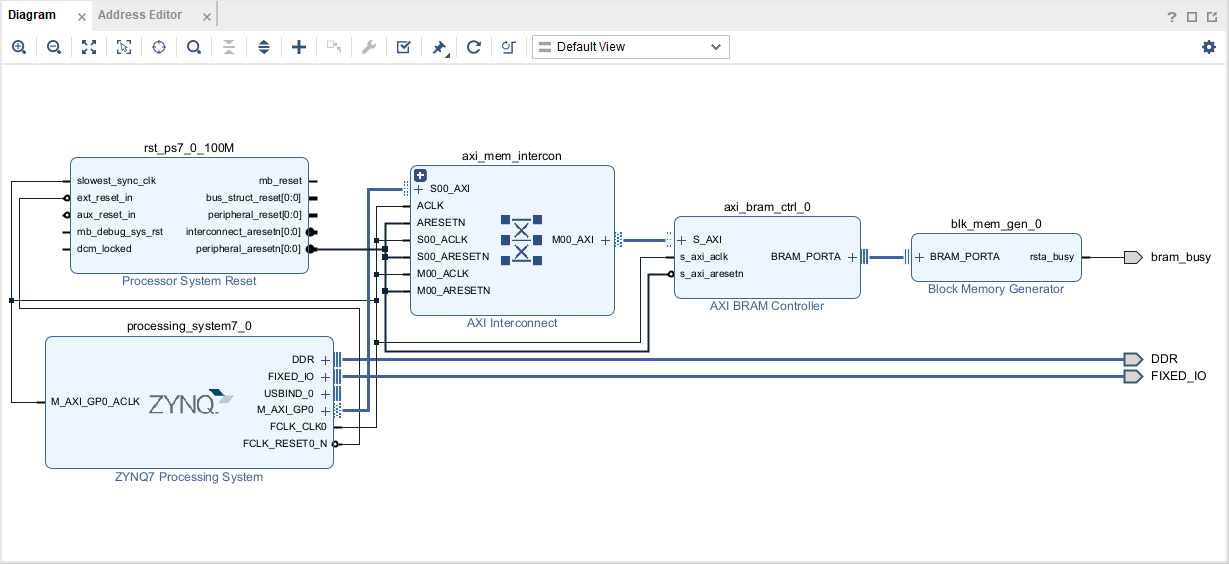 Diagram
Address Editor
Default View
rst_ps7_0_100M
slowest_sync_clk
ext_reset_in
aux_reset_in
mb_debug_sys_rst
dcm_locked
mb_reset
bus_struct_reset[0:0]
peripheral_reset[0:0]
interconnect_aresetn[0:0]
peripheral_aresetn[0:0]
Processor System Reset
axi_mem_intercon
S00_AXI
ACLK
ARESETN
S00_ACLK
S00_ARESETN
M00_ACLK
M00_ARESETN
M00_AXI
AXI Interconnect
axi_bram_ctrl_0
S_AXI
s_axi_aclk
s_axi_aresetn
BRAM_PORTA
AXI BRAM Controller
blk_mem_gen_0
BRAM_PORTA
rsta_busy
Block Memory Generator
bram_busy
DDR
FIXED_IO
processing_system7_0
M_AXI_GP0_ACLK
ZYNQ
DDR
FIXED_IO
USBIND_0
M_AXI_GP0
FCLK_CLK0
FCLK_RESET0_N
ZYNQ7 Processing System